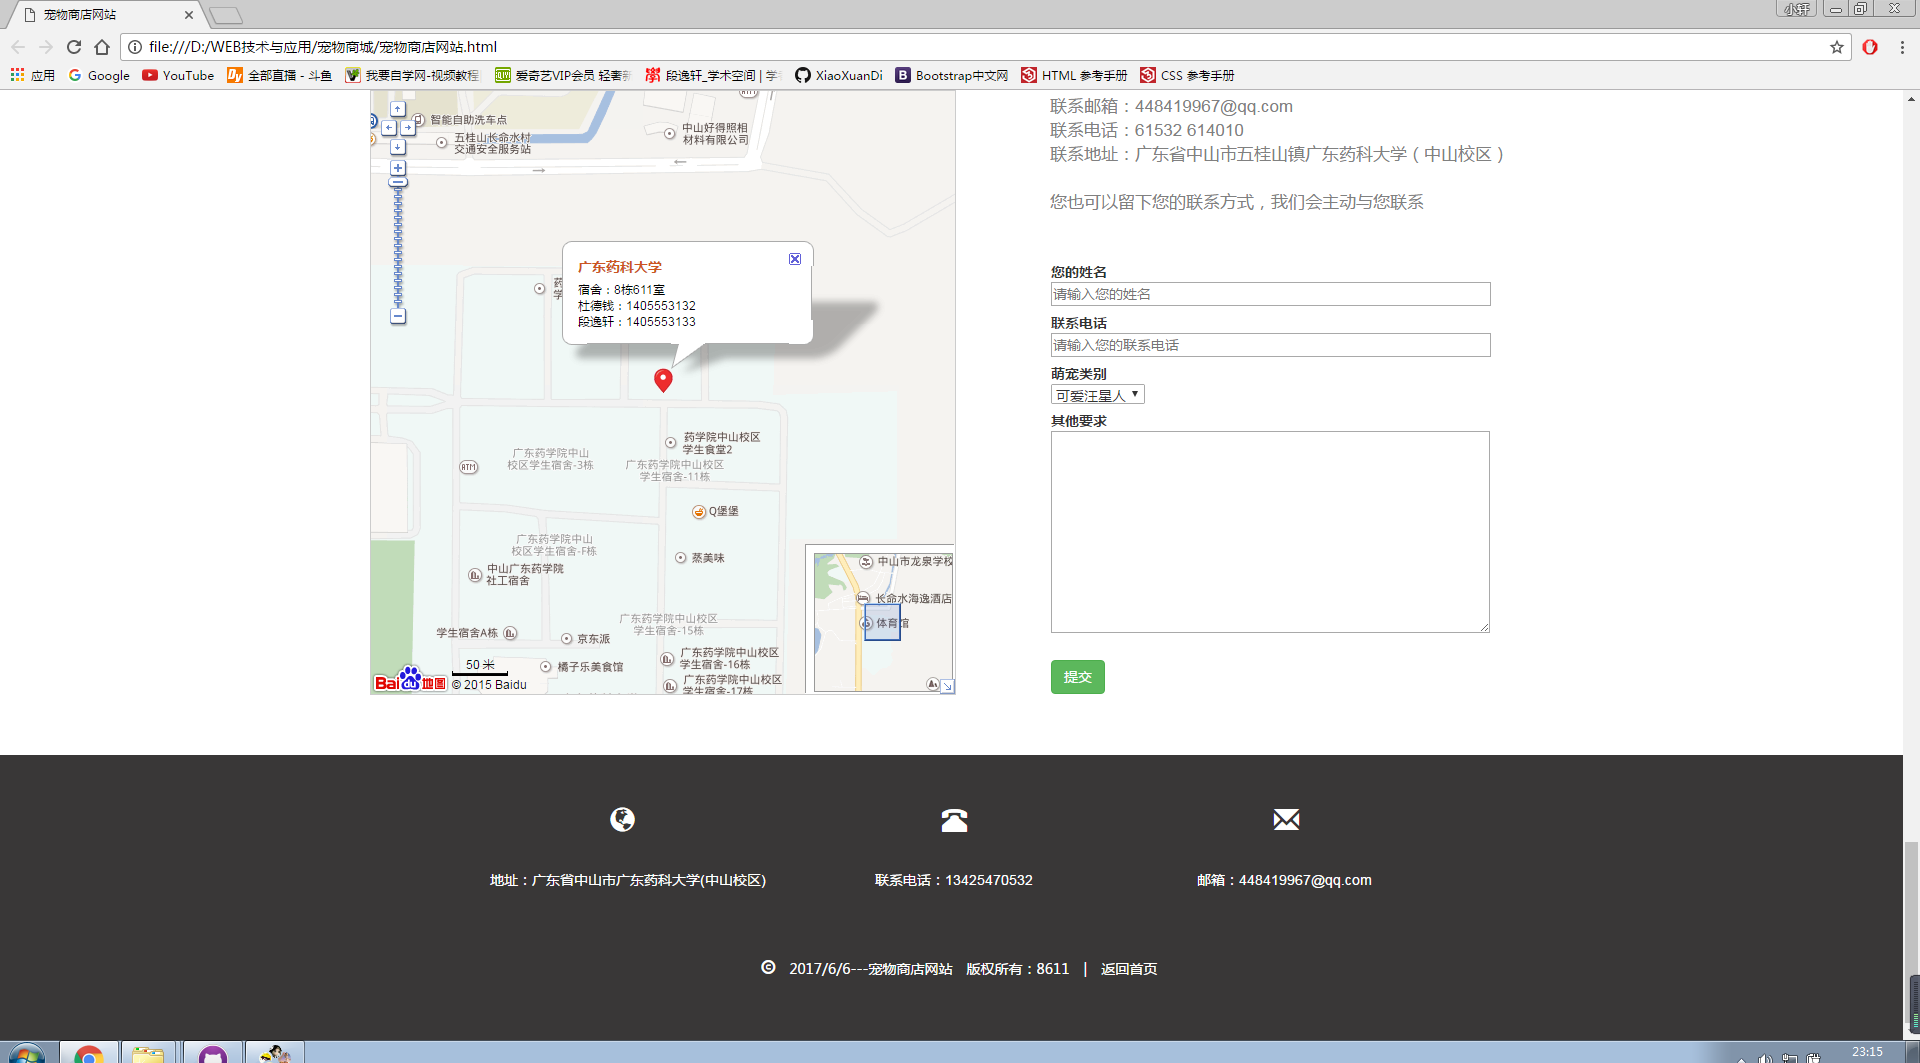 宠物商店网站
小轩
file:///D:/WEB技术与应用/宠物商城/宠物商店网站.html
应用
Google
YouTube
全部直播 - 斗鱼
我要自学网-视频教程
爱奇艺VIP会员 轻奢新
段逸轩_学术空间 | 学
XiaoXuanDi
Bootstrap中文网
HTML 参考手册
CSS 参考手册
智能自助洗车点
五桂山长命水村
交通安全服务站
中山好得照相
材料有限公司
广东药科大学
宿舍：8栋611室
杜德钱：1405553132
段逸轩：1405553133
药学院中山校区
学生食堂2
广东药学院中山
校区学生宿舍-3栋
广东药学院中山校区
学生宿舍-11栋
ATM
Q堡堡
广东药学院中山
校区学生宿舍-F栋
蒸美味
中山广东药学院
社工宿舍
广东药学院中山校区
学生宿舍-15栋
学生宿舍A栋
京东派
橘子乐美食馆
广东药学院中山校区
学生宿舍-16栋
广东药学院中山校区
学生宿舍-17栋
50 米
Bai du 地图
© 2015 Baidu
中山市龙泉学校
长命水海逸酒店
体育馆
联系邮箱：448419967@qq.com
联系电话：61532 614010
联系地址：广东省中山市五桂山镇广东药科大学（中山校区）
您也可以留下您的联系方式，我们会主动与您联系
您的姓名
请输入您的姓名
联系电话
请输入您的联系电话
萌宠类别
可爱汪星人
其他要求
提交
地址：广东省中山市广东药科大学(中山校区)
联系电话：13425470532
邮箱：448419967@qq.com
© 2017/6/6---宠物商店网站 版权所有：8611 | 返回首页
23:15